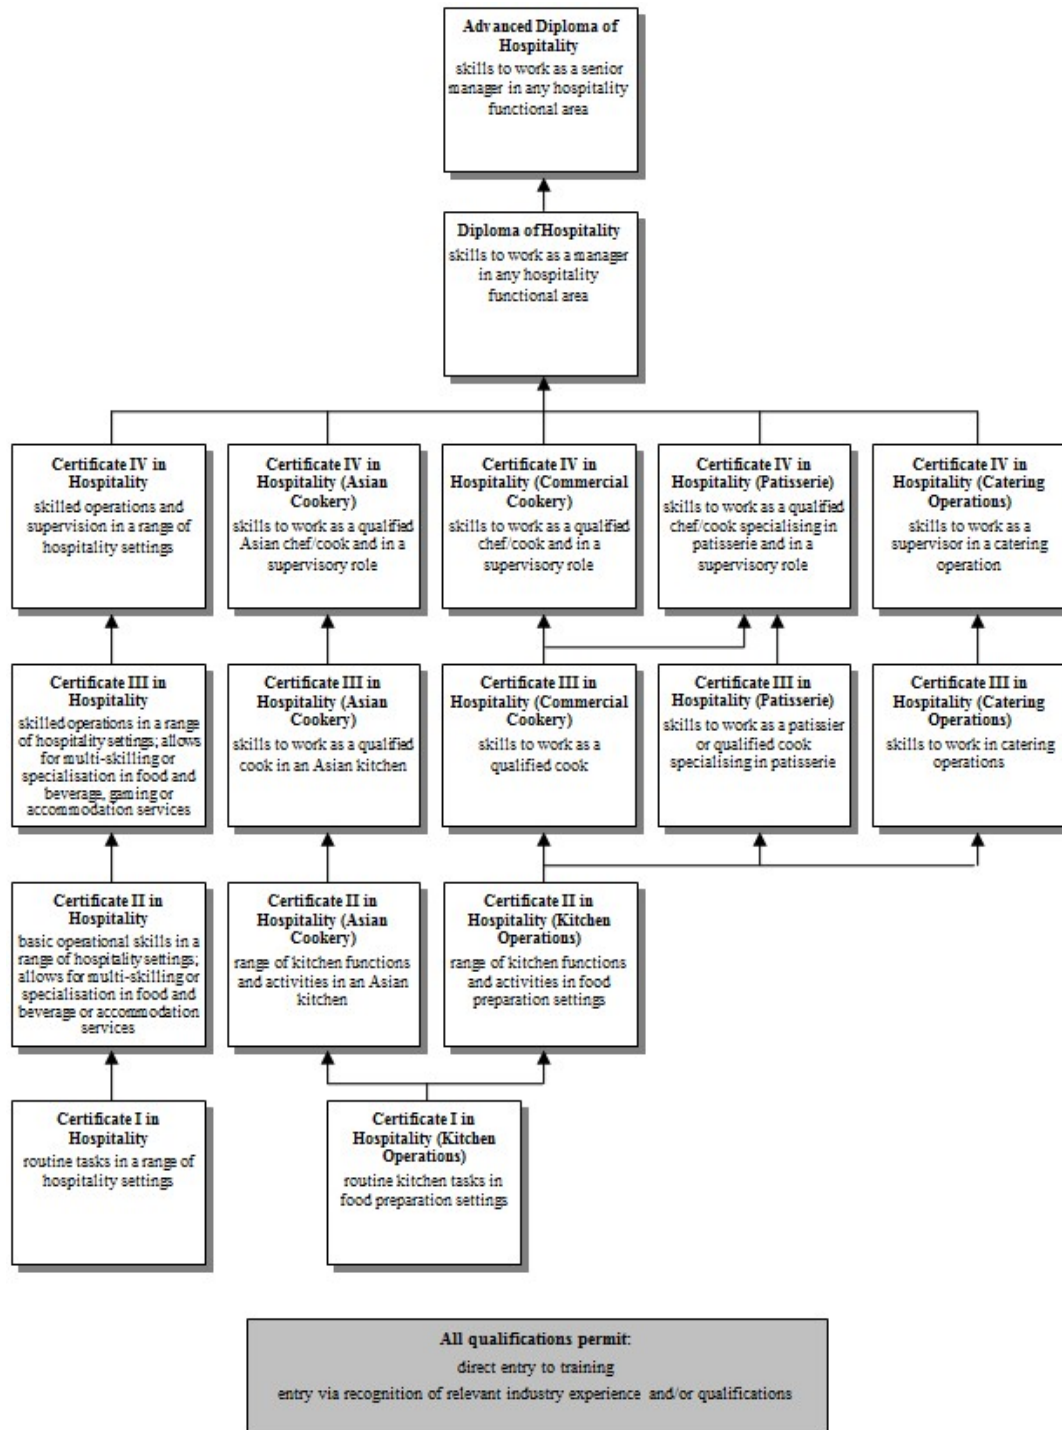 Advanced Diploma of
Hospitality
skills to work as a senior
manager in any hospitality
functional area
Diploma of Hospitality
skills to work as a manager
in any hospitality
functional area
Certificate IV in
Hospitality
skilled operations and
supervision in a range of
hospitality settings
Certificate IV in
Hospitality (Asian
Cookery)
skills to work as a qualified
Asian chef/cook and in a
supervisory role
Certificate IV in
Hospitality (Commercial
Cookery)
skills to work as a qualified
chef/cook and in a
supervisory role
Certificate IV in
Hospitality (Patisserie)
skills to work as a qualified
chef/cook specialising in
patisserie and in a
supervisory role
Certificate IV in
Hospitality (Catering
Operations)
skills to work as a
supervisor in a catering
operation
Certificate III in
Hospitality
skilled operations in a range
of hospitality settings; allows
for multi-skilling or
specialisation in food and
beverage, gaming or
accommodation services
Certificate III in
Hospitality (Asian
Cookery)
skills to work as a qualified
cook in an Asian kitchen
Certificate III in
Hospitality (Commercial
Cookery)
skills to work as a
qualified cook
Certificate III in
Hospitality (Patisserie)
skills to work as a patissier
or qualified cook
specialising in patisserie
Certificate III in
Hospitality (Catering
Operations)
skills to work in catering
operations
Certificate II in
Hospitality
basic operational skills in a
range of hospitality settings;
allows for multi-skilling or
specialisation in food and
beverage or accommodation
services
Certificate II in
Hospitality (Asian
Cookery)
range of kitchen functions
and activities in an Asian
kitchen
Certificate II in
Hospitality (Kitchen
Operations)
range of kitchen functions
and activities in food
preparation settings
Certificate I in
Hospitality
routine tasks in a range of
hospitality settings
Certificate I in
Hospitality (Kitchen
Operations)
routine kitchen tasks in
food preparation settings
All qualifications permit:
direct entry to training
entry via recognition of relevant industry experience and/or qualifications